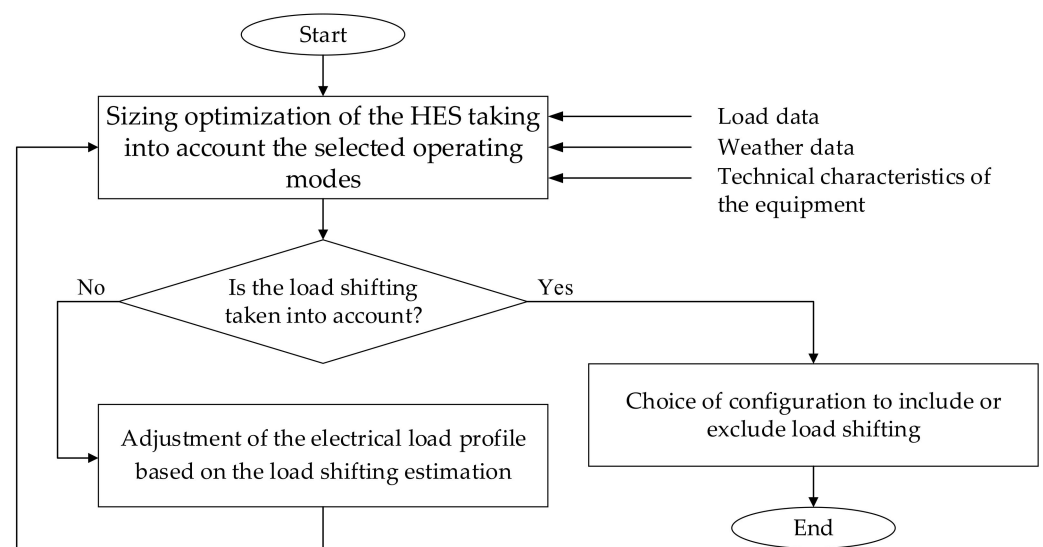 Start
Sizing optimization of the HES taking
into account the selected operating
modes
Load data
Weather data
Technical characteristics of
the equipment
No
Is the load shifting
taken into account?
Yes
Adjustment of the electrical load profile
based on the load shifting estimation
Choice of configuration to include or
exclude load shifting
End